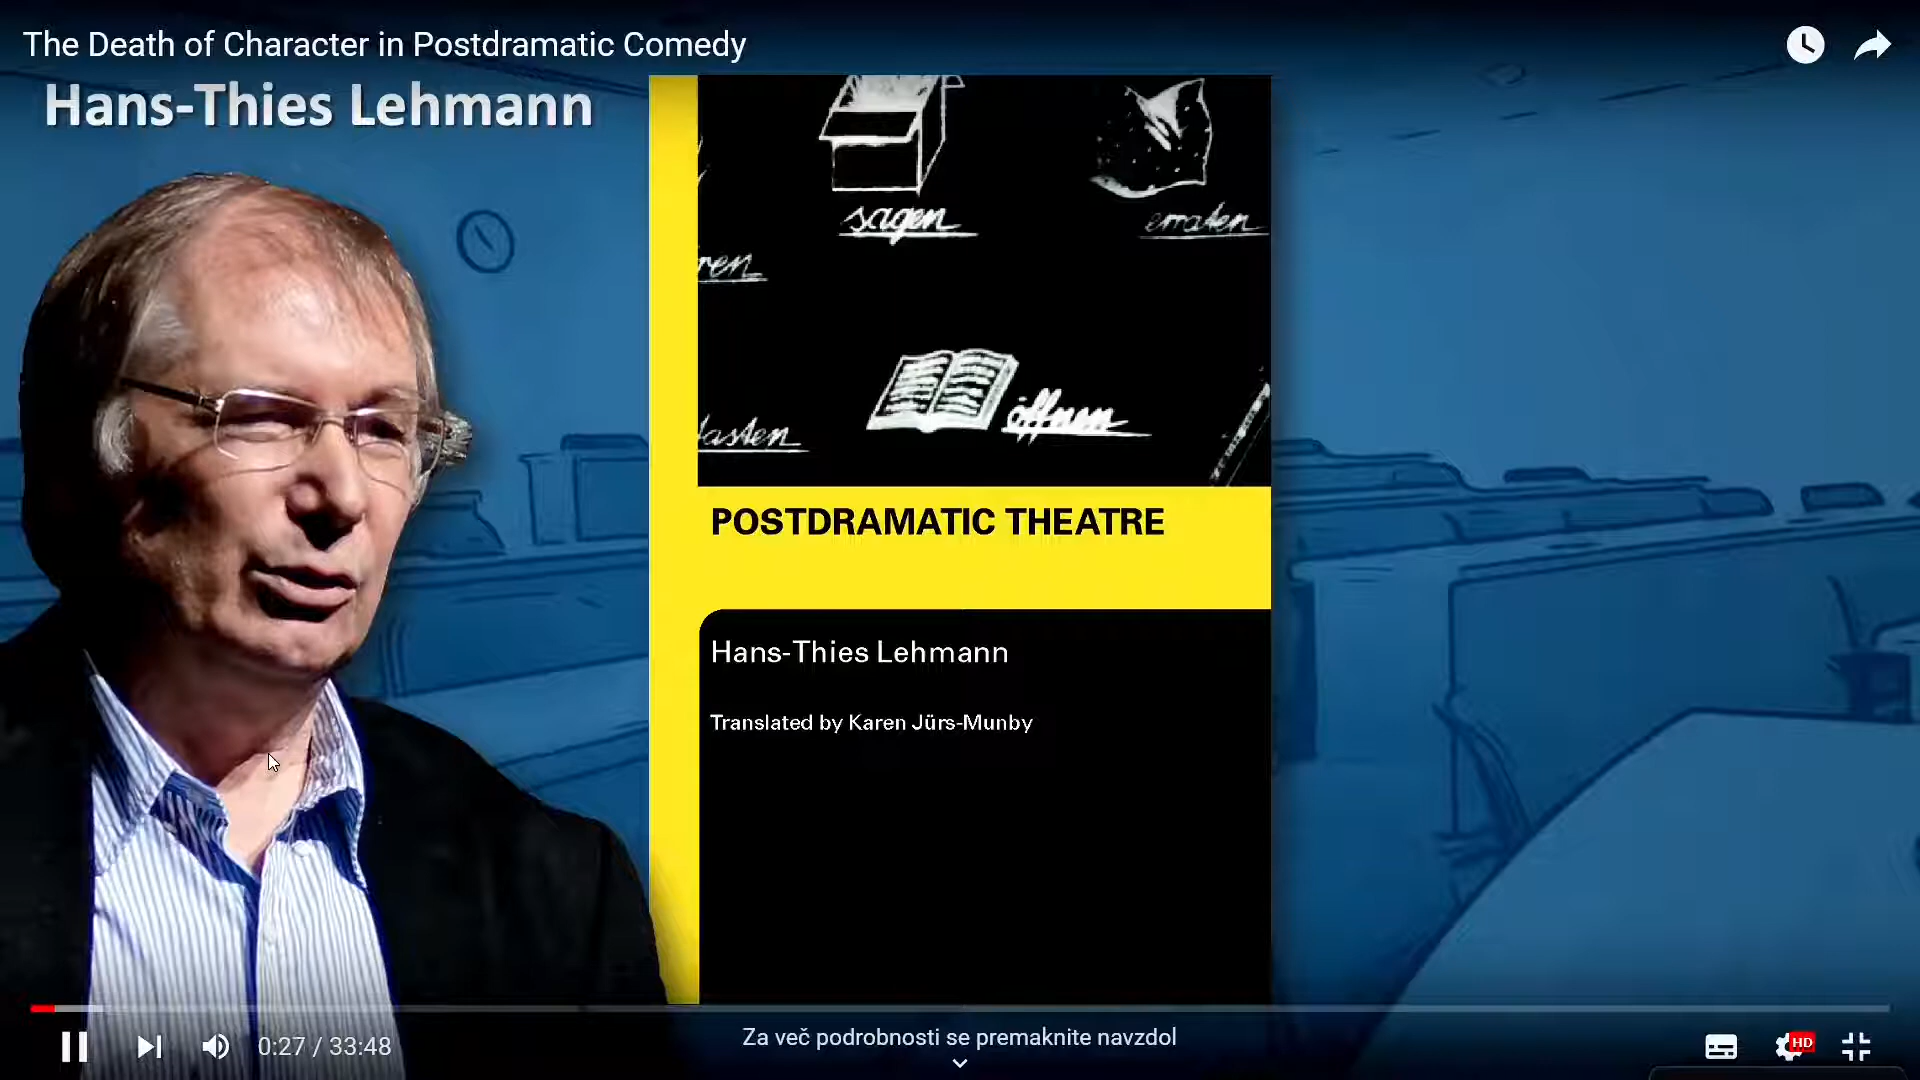 The Death of Character in Postdramatic Comedy
Hans-Thies Lehmann
sagen
erraten
ren
tasten
öffnen
POSTDRAMATIC THEATRE
Hans-Thies Lehmann
Translated by Karen Jürs-Munby
0:27 / 33:48
Za več podrobnosti se premaknite navzdol
HD